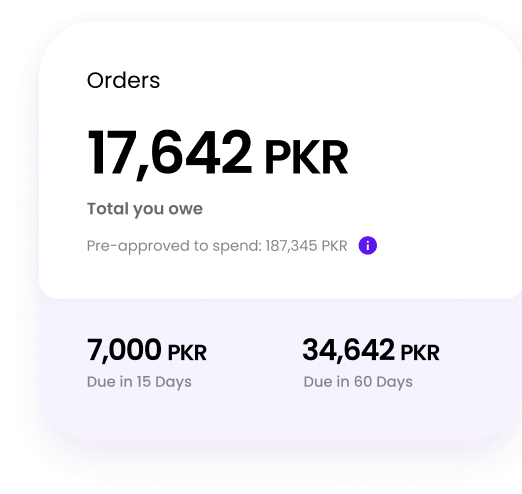 Orders
17,642 PKR
Total you owe
Pre-approved to spend: 187,345 PKR i
7,000 PKR
Due in 15 Days
34,642 PKR
Due in 60 Days